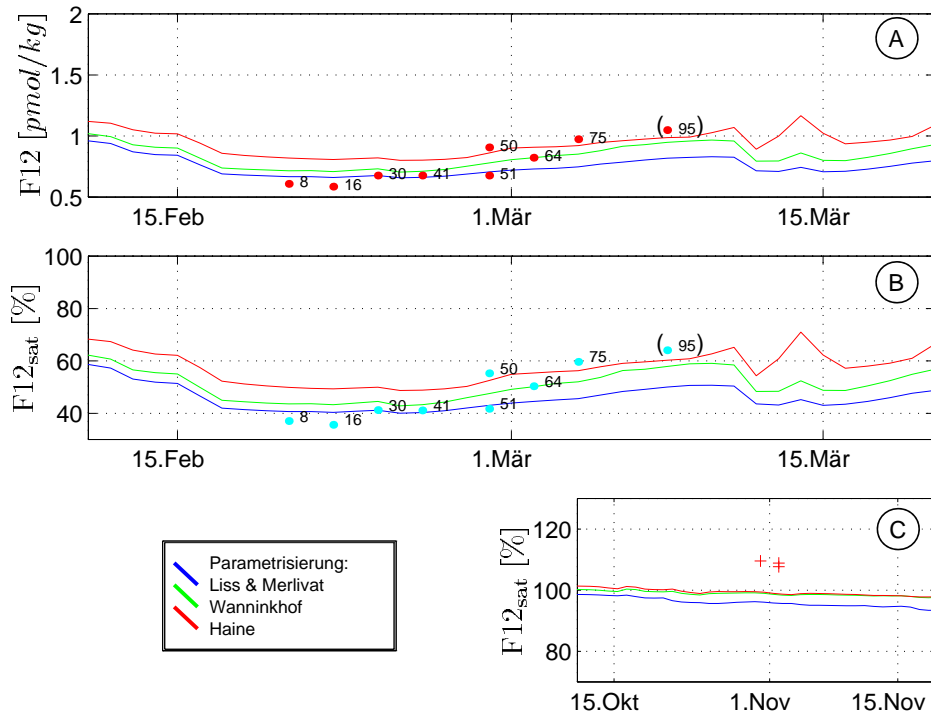 2
1.5
1
0.5
F12 [pmol/kg]
A
8
16
30
41
50
51
64
75
(95)
15.Feb
1.Mär
15.Mär
100
80
60
40
F12sat [%]
B
8
16
30
41
50
51
64
75
(95)
15.Feb
1.Mär
15.Mär
Parametrisierung:
Liss & Merlivat
Wanninkhof
Haine
120
100
80
F12sat [%]
C
15.Okt
1.Nov
15.Nov